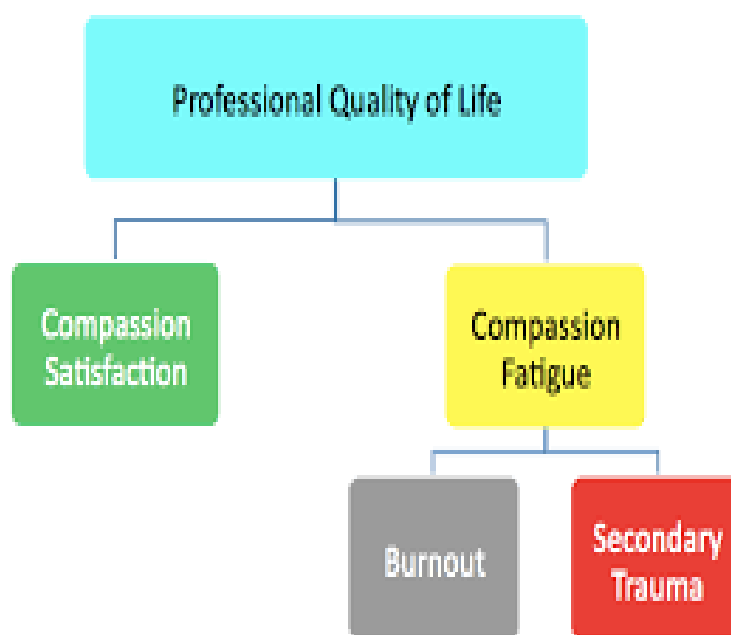 Professional Quality of Life
Compassion
Satisfaction
Compassion
Fatigue
Burnout
Secondary
Trauma